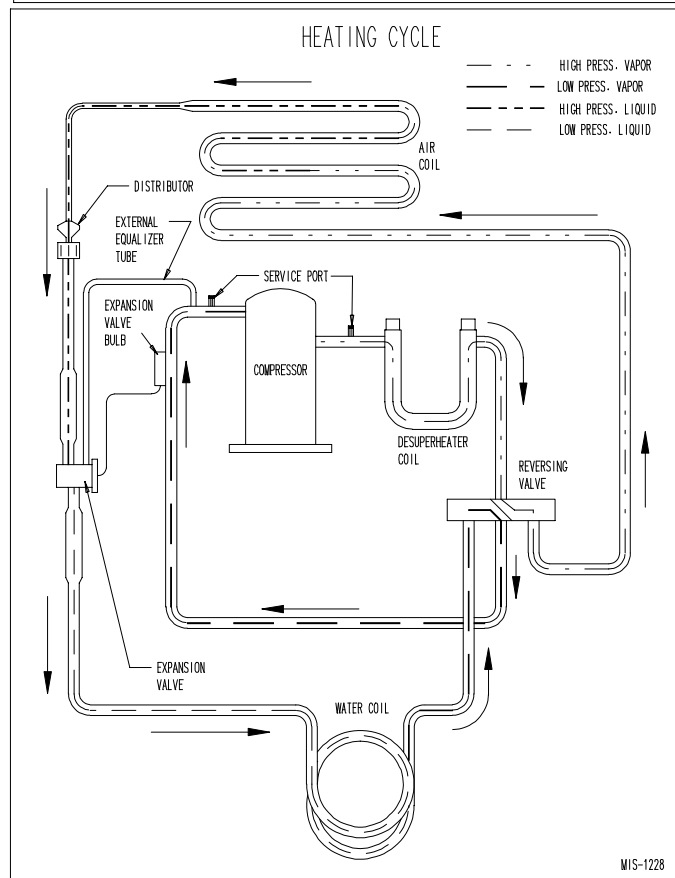 HEATING CYCLE
HIGH PRESS. VAPOR
LOW PRESS. VAPOR
HIGH PRESS. LIQUID
LOW PRESS. LIQUID
AIR
COIL
DISTRIBUTOR
EXTERNAL
EQUALIZER
TUBE
SERVICE PORT
EXPANSION
VALVE
BULB
COMPRESSOR
DESUPERHEATER
COIL
REVERSING
VALVE
EXPANSION
VALVE
WATER COIL
MIS-1228